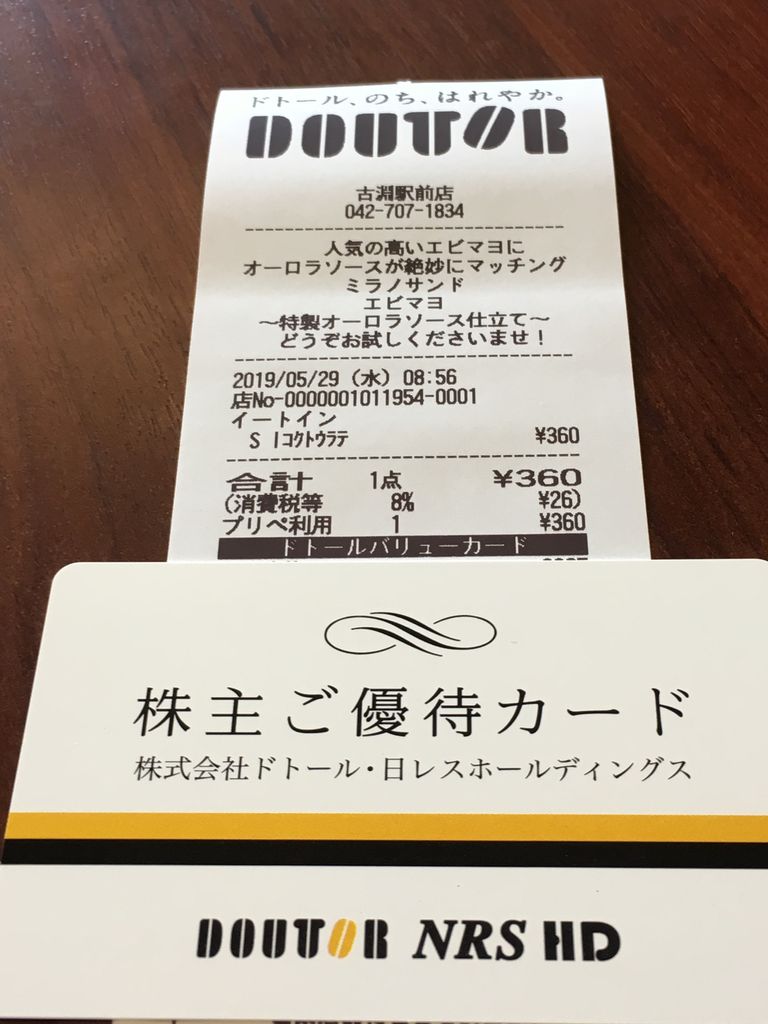 ドトール、のち、はれやか。
DOUTOR
古淵駅前店
042-707-1834
人気の高いエビマヨに
オーロラソースが絶妙にマッチング
ミラノサンド
エビマヨ
～特製オーロラソース仕立て～
どうぞお試しくださいませ！
2019/05/29 (水) 08:56
店No-0000001011954-0001
イートイン
S Iコクトウラテ ¥360
合計 1点 ¥360
(消費税等 8% ¥26)
プリペ利用 1 ¥360
ドトールバリューカード
株主ご優待カード
株式会社ドトール・日レスホールディングス
DOUTOR NRS HD